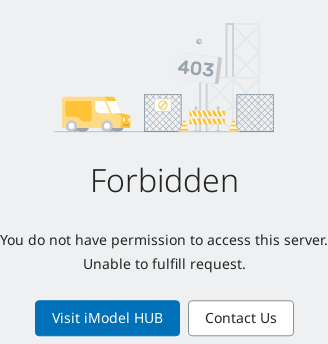 403
Forbidden
You do not have permission to access this server.
Unable to fulfill request.
Visit iModel HUB
Contact Us